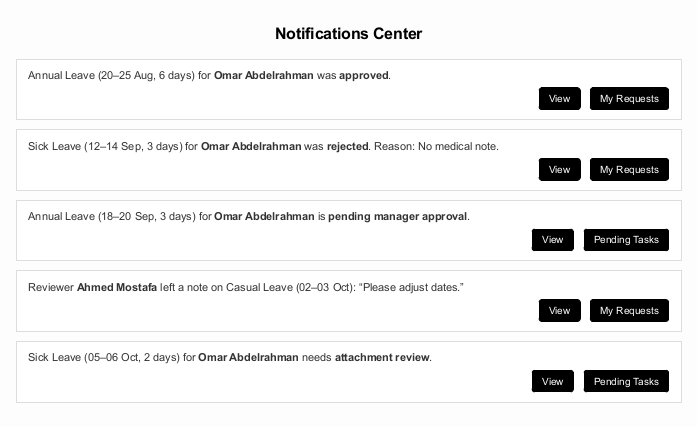 Notifications Center
Annual Leave (20–25 Aug, 6 days) for Omar Abdelrahman was approved.
View My Requests
Sick Leave (12–14 Sep, 3 days) for Omar Abdelrahman was rejected. Reason: No medical note.
View My Requests
Annual Leave (18–20 Sep, 3 days) for Omar Abdelrahman is pending manager approval.
View Pending Tasks
Reviewer Ahmed Mostafa left a note on Casual Leave (02–03 Oct): “Please adjust dates.”
View My Requests
Sick Leave (05–06 Oct, 2 days) for Omar Abdelrahman needs attachment review.
View Pending Tasks